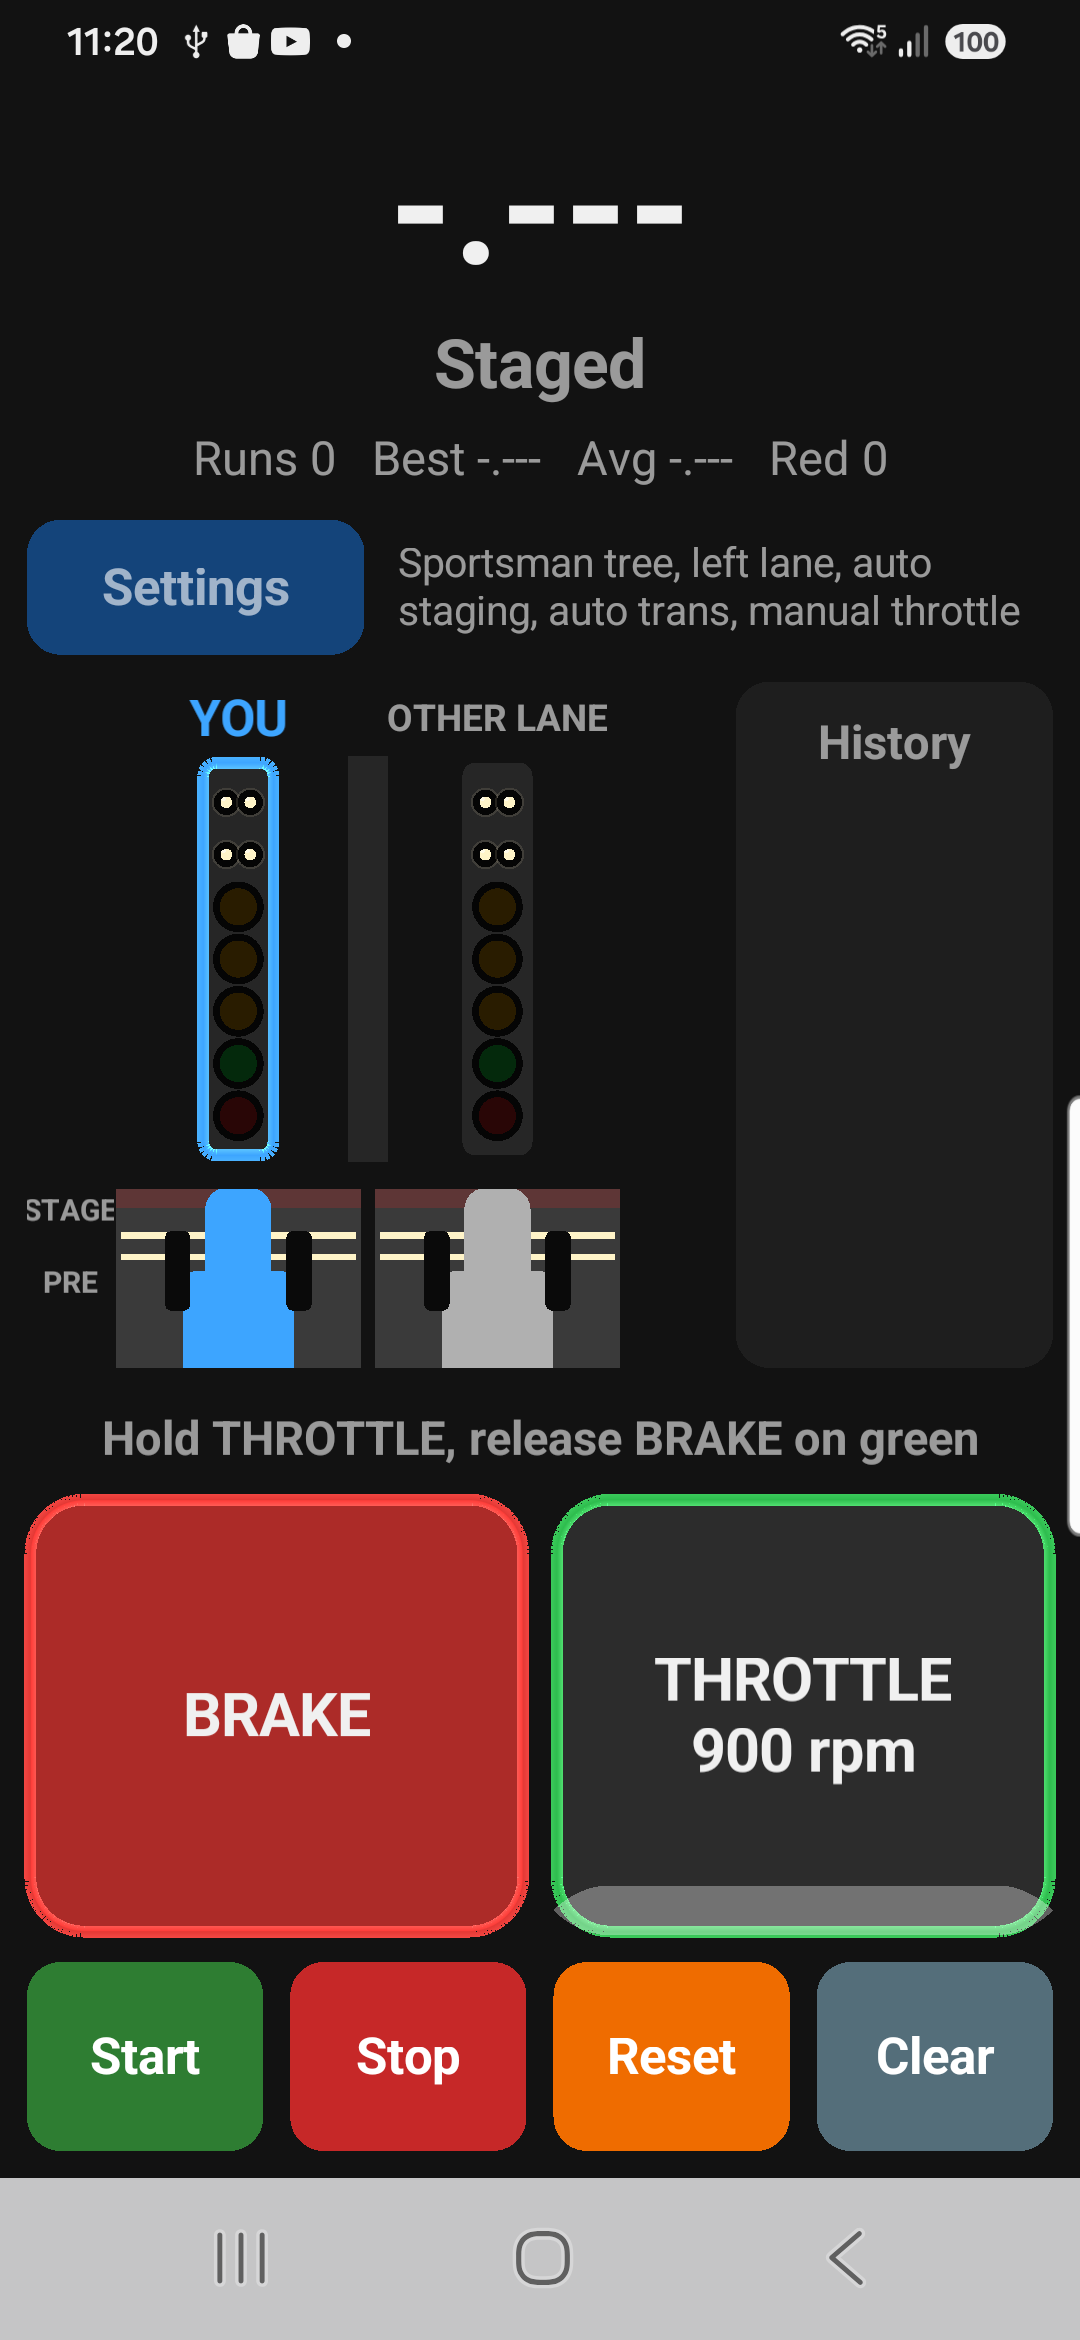 11:20
5
100
-.---
Staged
Runs 0 Best -.--- Avg -.--- Red 0
Settings
Sportsman tree, left lane, auto
staging, auto trans, manual throttle
YOU
OTHER LANE
History
STAGE
PRE
Hold THROTTLE, release BRAKE on green
BRAKE
THROTTLE
900 rpm
Start
Stop
Reset
Clear